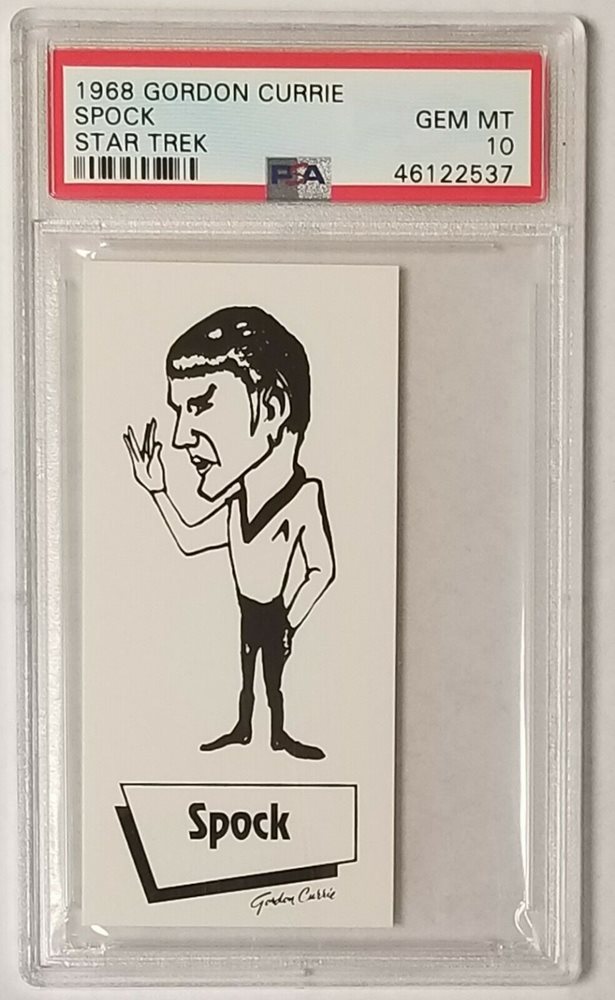 1968 GORDON CURRIE
SPOCK
STAR TREK
GEM MT
10
46122537
PSA
Spock
Gordon Currie